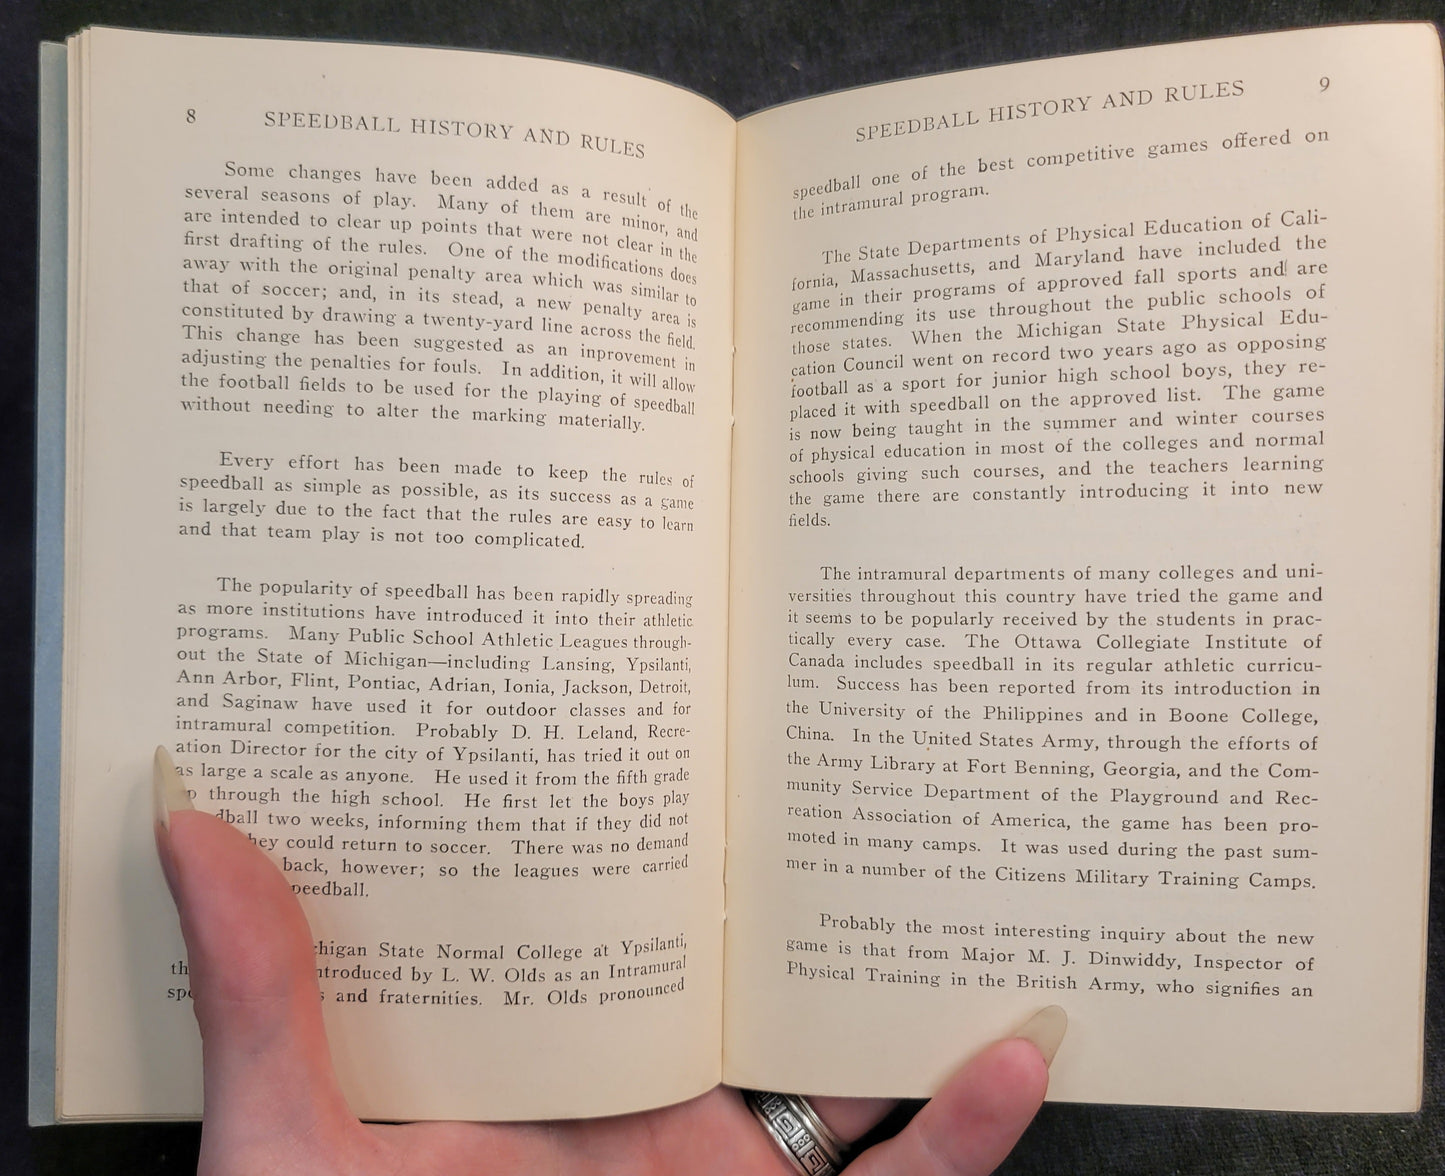 8 SPEEDBALL HISTORY AND RULES
Some changes have been added as a result of the
several seasons of play. Many of them are minor, and
are intended to clear up points that were not clear in the
first drafting of the rules. One of the modifications does
away with the original penalty area which was similar to
that of soccer; and, in its stead, a new penalty area is
constituted by drawing a twenty-yard line across the field.
This change has been suggested as an inprovement in
adjusting the penalties for fouls. In addition, it will allow
the football fields to be used for the playing of speedball
without needing to alter the marking materially.
Every effort has been made to keep the rules of
speedball as simple as possible, as its success as a game
is largely due to the fact that the rules are easy to learn
and that team play is not too complicated.
The popularity of speedball has been rapidly spreading
as more institutions have introduced it into their athletic
programs. Many Public School Athletic Leagues through-
out the State of Michigan—including Lansing, Ypsilanti,
Ann Arbor, Flint, Pontiac, Adrian, Ionia, Jackson, Detroit,
and Saginaw have used it for outdoor classes and for
intramural competition. Probably D. H. Leland, Recre-
ation Director for the city of Ypsilanti, has tried it out on
as large a scale as anyone. He used it from the fifth grade
p through the high school. He first let the boys play
dball two weeks, informing them that if they did not
hey could return to soccer. There was no demand
back, however; so the leagues were carried
peedball.
chigan State Normal College at Ypsilanti,
th ntroduced by L. W. Olds as an Intramural
spe s and fraternities. Mr. Olds pronounced
SPEEDBALL HISTORY AND RULES 9
speedball one of the best competitive games offered on
the intramural program.
The State Departments of Physical Education of Cali-
fornia, Massachusetts, and Maryland have included the
game in their programs of approved fall sports and are
recommending its use throughout the public schools of
those states. When the Michigan State Physical Edu-
cation Council went on record two years ago as opposing
football as a sport for junior high school boys, they re-
placed it with speedball on the approved list. The game
is now being taught in the summer and winter courses
of physical education in most of the colleges and normal
schools giving such courses, and the teachers learning
the game there are constantly introducing it into new
fields.
The intramural departments of many colleges and uni-
versities throughout this country have tried the game and
it seems to be popularly received by the students in prac-
tically every case. The Ottawa Collegiate Institute of
Canada includes speedball in its regular athletic curricu-
lum. Success has been reported from its introduction in
the University of the Philippines and in Boone College,
China. In the United States Army, through the efforts of
the Army Library at Fort Benning, Georgia, and the Com-
munity Service Department of the Playground and Rec-
reation Association of America, the game has been pro-
moted in many camps. It was used during the past sum-
mer in a number of the Citizens Military Training Camps.
Probably the most interesting inquiry about the new
game is that from Major M. J. Dinwiddy, Inspector of
Physical Training in the British Army, who signifies an